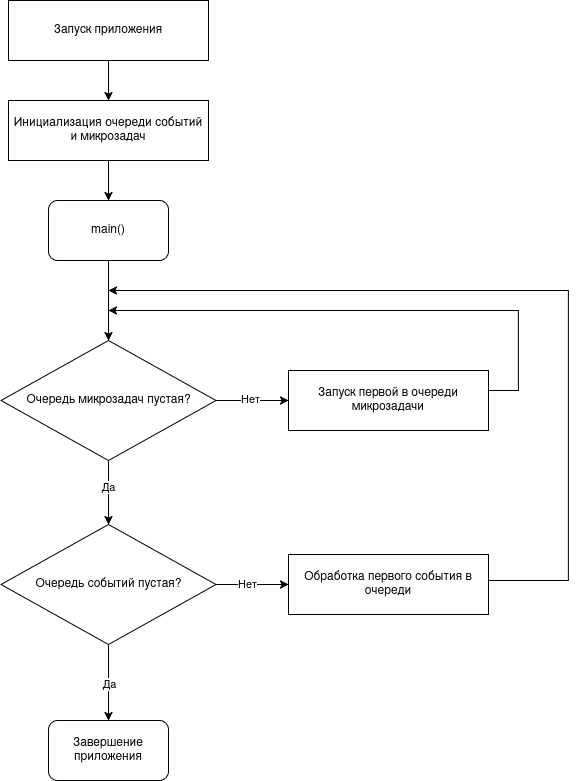 Запуск приложения
Инициализация очереди событий
и микрозадач
main()
Очередь микрозадач пустая?
Нет
Запуск первой в очереди
микрозадачи
Да
Очередь событий пустая?
Нет
Обработка первого события в
очереди
Да
Завершение
приложения